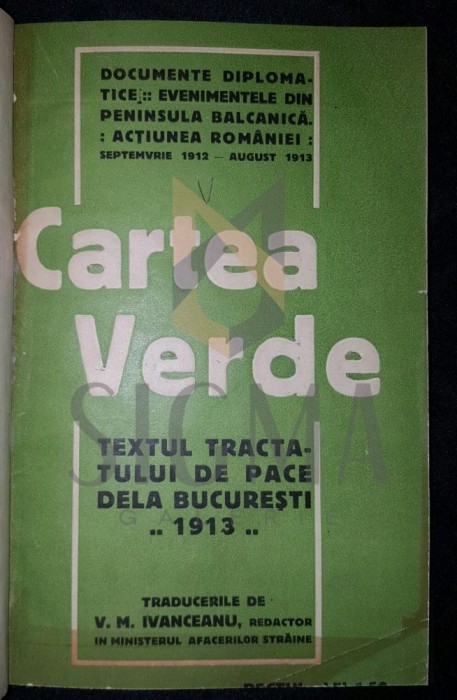 DOCUMENTE DIPLOMA-
TICE :: EVENIMENTELE DIN
PENINSULA BALCANICĂ.
: ACȚIUNEA ROMÂNIEI :
SEPTEMVRIE 1912 — AUGUST 1913
Cartea
Verde
SIGMA
GALERIE
TEXTUL TRACTA-
TULUI DE PACE
DELA BUCUREȘTI
.. 1913 ..
TRADUCERILE DE
V. M. IVANCEANU, REDACTOR
IN MINISTERUL AFACERILOR STRĂINE